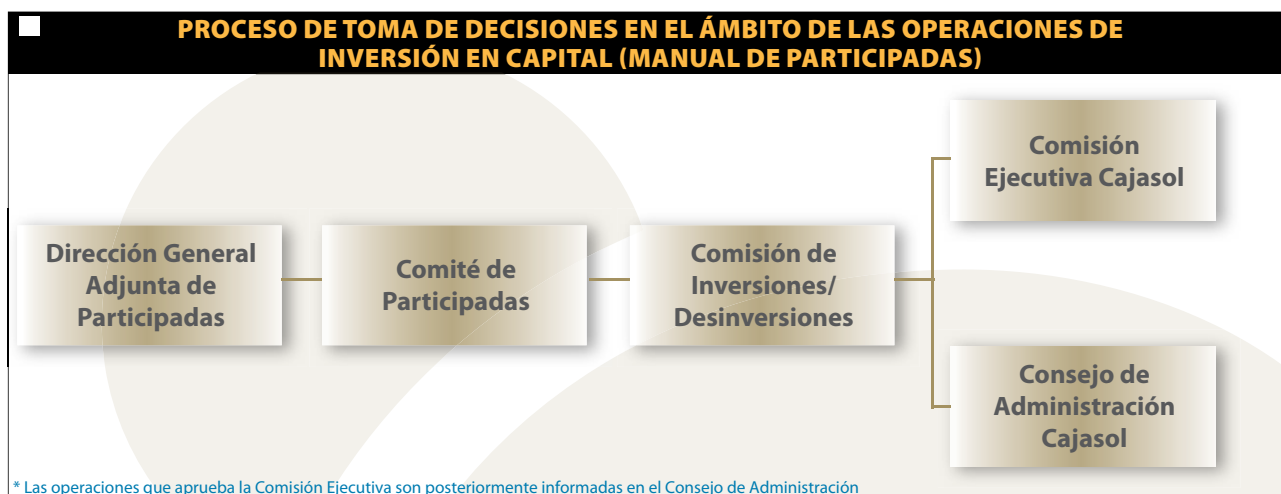 PROCESO DE TOMA DE DECISIONES EN EL ÁMBITO DE LAS OPERACIONES DE
INVERSIÓN EN CAPITAL (MANUAL DE PARTICIPADAS)
Dirección General
Adjunta de
Participadas
Comité de
Participadas
Comisión de
Inversiones/
Desinversiones
Comisión
Ejecutiva Cajasol
Consejo de
Administración
Cajasol
* Las operaciones que aprueba la Comisión Ejecutiva son posteriormente informadas en el Consejo de Administración